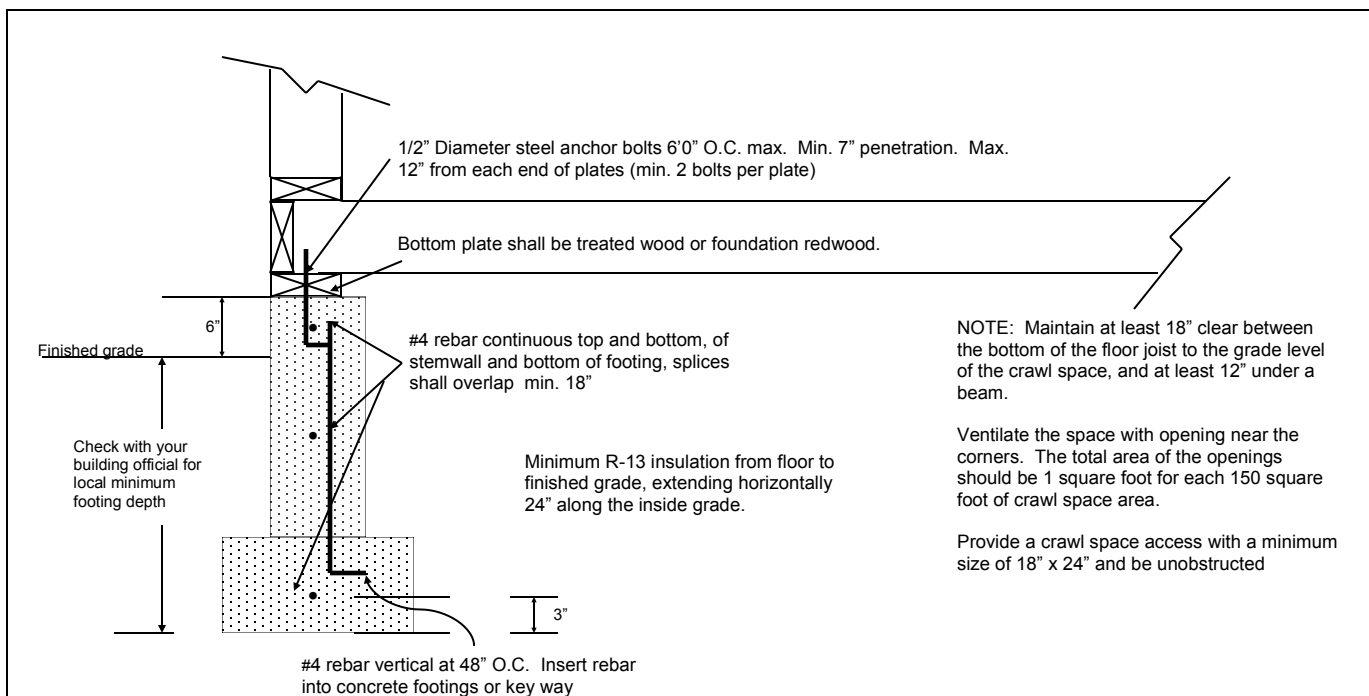 1/2” Diameter steel anchor bolts 6’0” O.C. max.  Min. 7” penetration.  Max.
12” from each end of plates (min. 2 bolts per plate)
Bottom plate shall be treated wood or foundation redwood.
6”
Finished grade
#4 rebar continuous top and bottom, of
stemwall and bottom of footing, splices
shall overlap  min. 18”
NOTE:  Maintain at least 18” clear between
the bottom of the floor joist to the grade level
of the crawl space, and at least 12” under a
beam.
Check with your
building official for
local minimum
footing depth
Minimum R-13 insulation from floor to
finished grade, extending horizontally
24” along the inside grade.
Ventilate the space with opening near the
corners.  The total area of the openings
should be 1 square foot for each 150 square
foot of crawl space area.
Provide a crawl space access with a minimum
size of 18” x 24” and be unobstructed
3”
#4 rebar vertical at 48” O.C.  Insert rebar
into concrete footings or key way